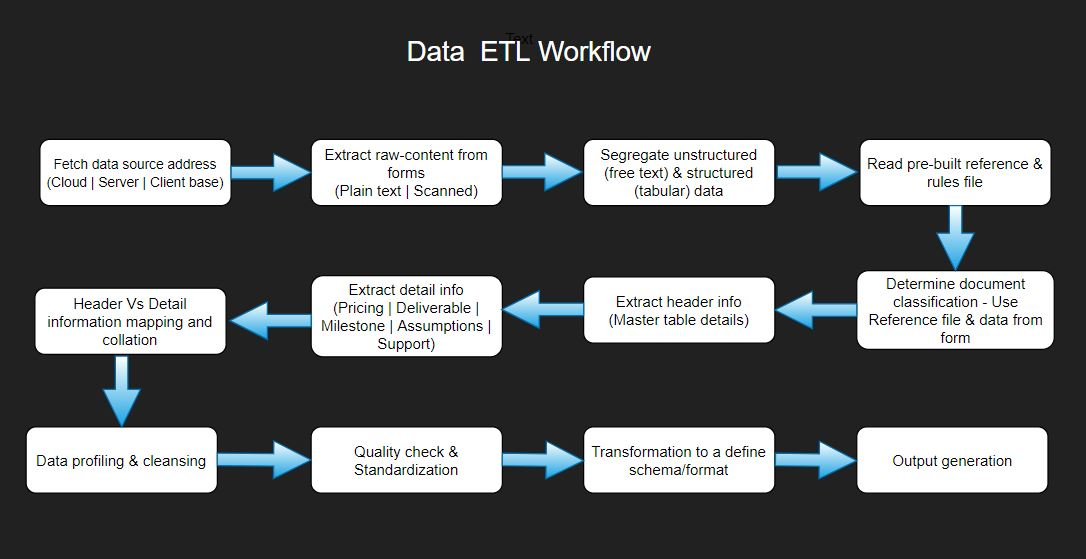 Text
Data ETL Workflow
Fetch data source address
(Cloud | Server | Client base)
Extract raw-content from
forms
(Plain text | Scanned)
Segregate unstructured
(free text) & structured
(tabular) data
Read pre-built reference &
rules file
Determine document
classification - Use
Reference file & data from
form
Extract header info
(Master table details)
Extract detail info
(Pricing | Deliverable |
Milestone | Assumptions |
Support)
Header Vs Detail
information mapping and
collation
Data profiling & cleansing
Quality check &
Standardization
Transformation to a define
schema/format
Output generation